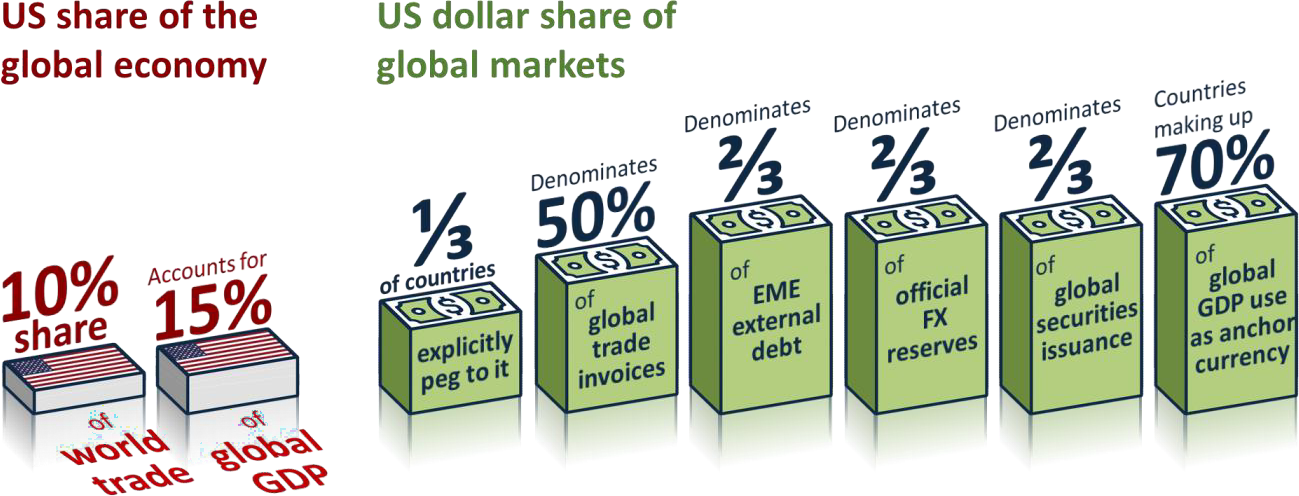 US share of the
global economy
10%
share
of
world
trade
Accounts for
15%
of
global
GDP
US dollar share of
global markets
⅓
of countries
explicitly
peg to it
Denominates
50%
of
global
trade
invoices
Denominates
⅔
of
EME
external
debt
Denominates
⅔
of
official
FX
reserves
Denominates
⅔
of
global
securities
issuance
Countries
making up
70%
of
global
GDP use
as anchor
currency